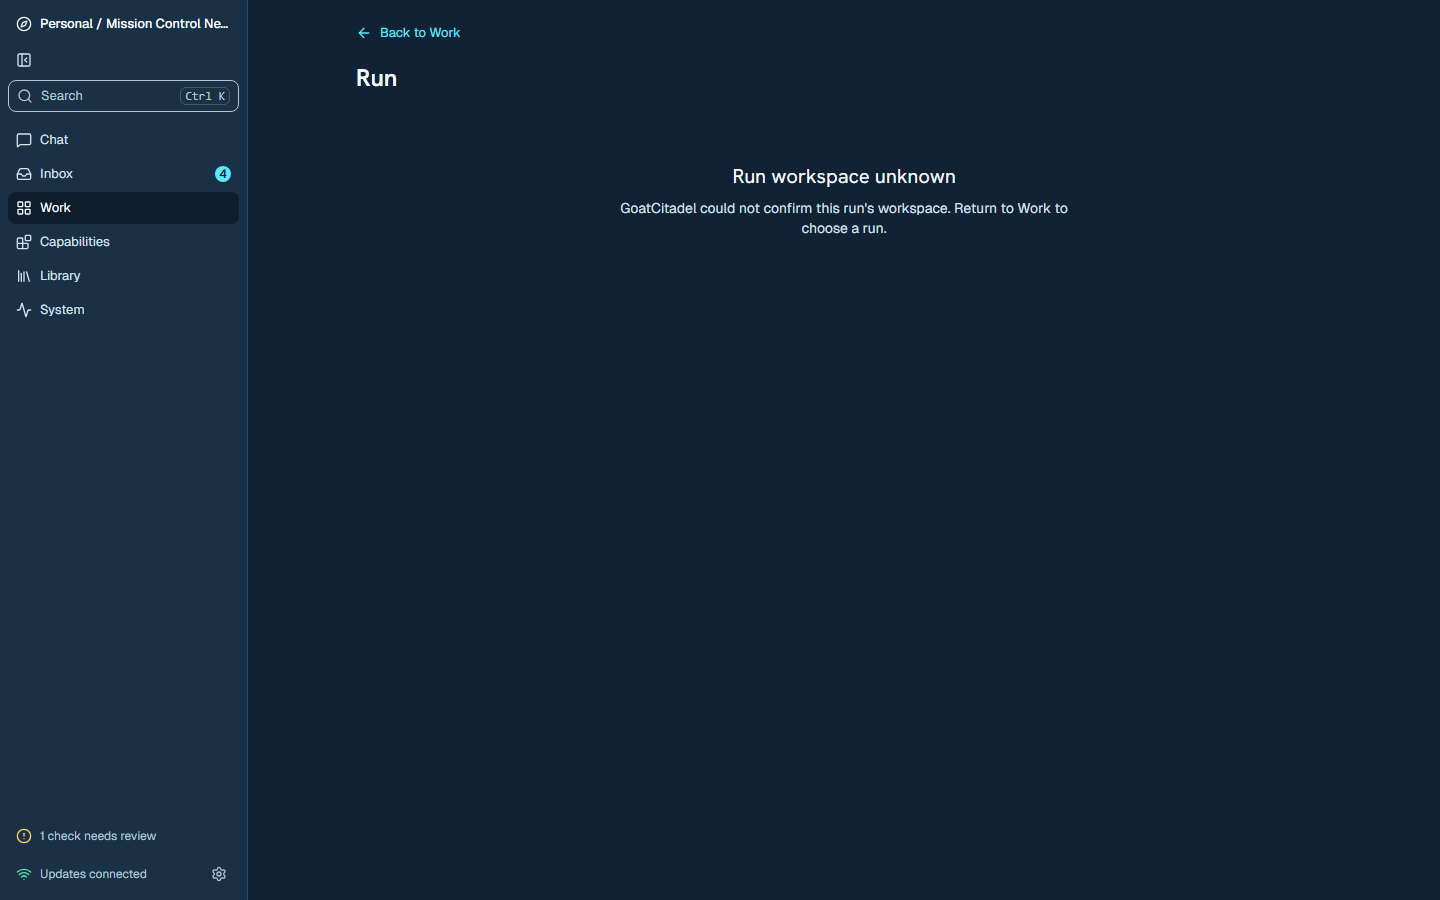 Personal / Mission Control Ne...
Search
Ctrl K
Chat
Inbox
4
Work
Capabilities
Library
System
1 check needs review
Updates connected
Back to Work
Run
Run workspace unknown
GoatCitadel could not confirm this run's workspace. Return to Work to
choose a run.